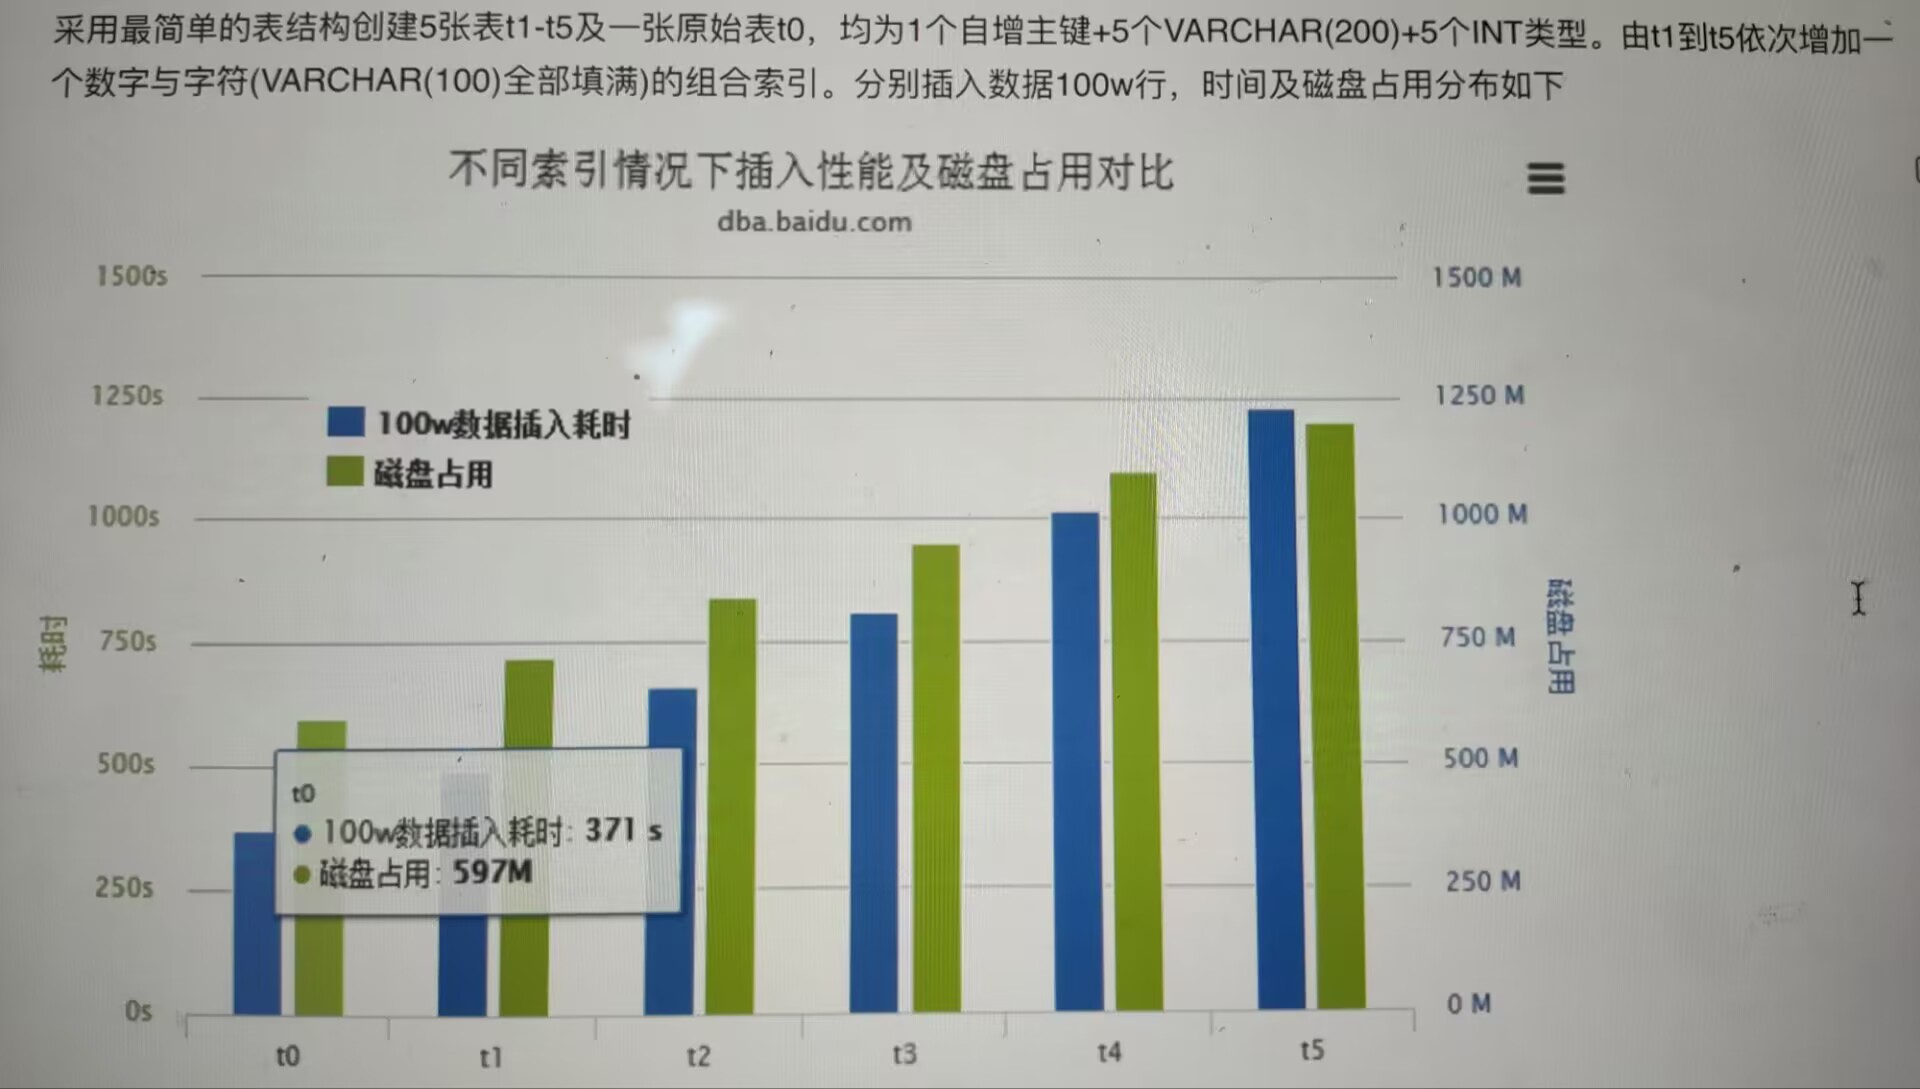 采用最简单的表结构创建5张表t1-t5及一张原始表t0，均为1个自增主键+5个VARCHAR(200)+5个INT类型。由t1到t5依次增加一
个数字与字符(VARCHAR(100)全部填满)的组合索引。分别插入数据100w行，时间及磁盘占用分布如下
不同索引情况下插入性能及磁盘占用对比
dba.baidu.com
1500s
1500 M
1250s
1250 M
100w数据插入耗时
磁盘占用
1000s
1000 M
耗时
750s
750 M
磁盘占用
500s
500 M
t0
100w数据插入耗时: 371 s
磁盘占用: 597M
250s
250 M
0s
0 M
t0
t1
t2
t3
t4
t5